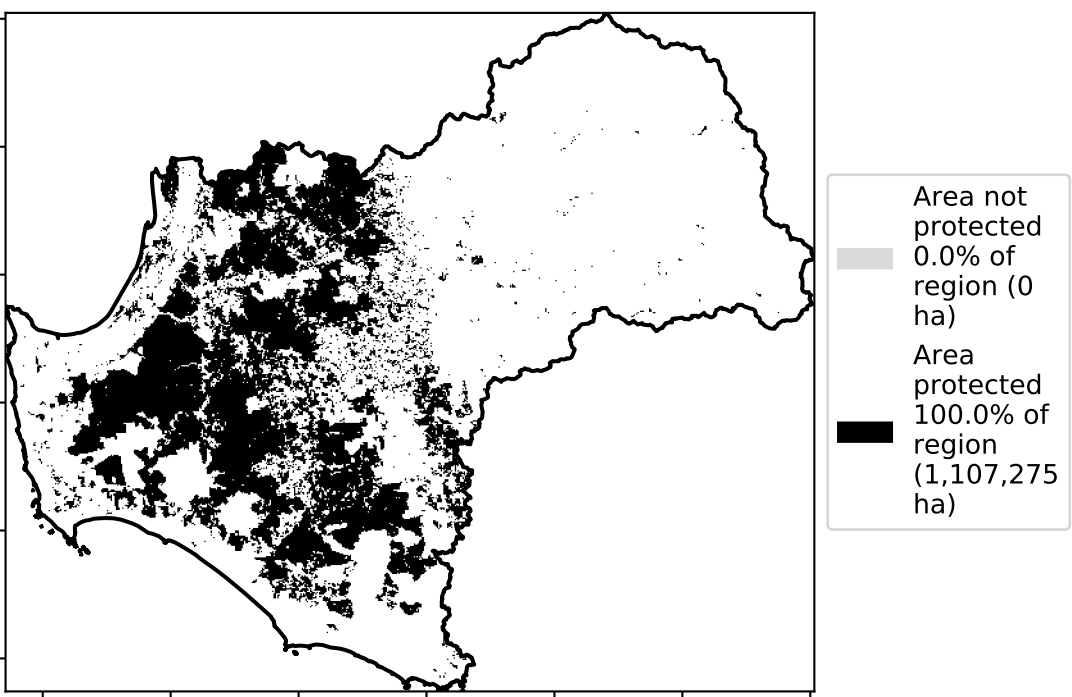 Area not
protected
0.0% of
region (0
ha)
Area
protected
100.0% of
region
(1,107,275
ha)